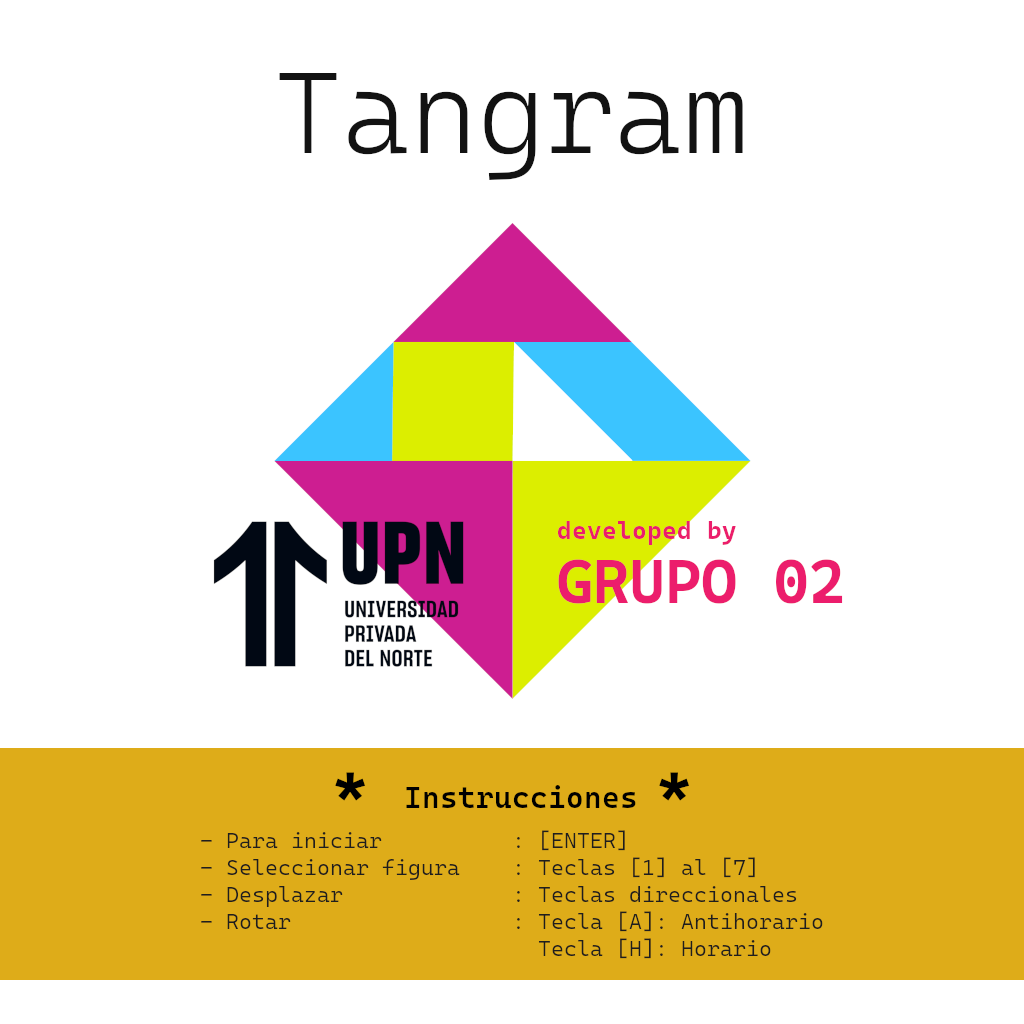 Tangram
UPN
UNIVERSIDAD
PRIVADA
DEL NORTE
developed by
GRUPO 02
* Instrucciones *
- Para iniciar : [ENTER]
- Seleccionar figura : Teclas [1] al [7]
- Desplazar : Teclas direccionales
- Rotar : Tecla [A]: Antihorario
Tecla [H]: Horario